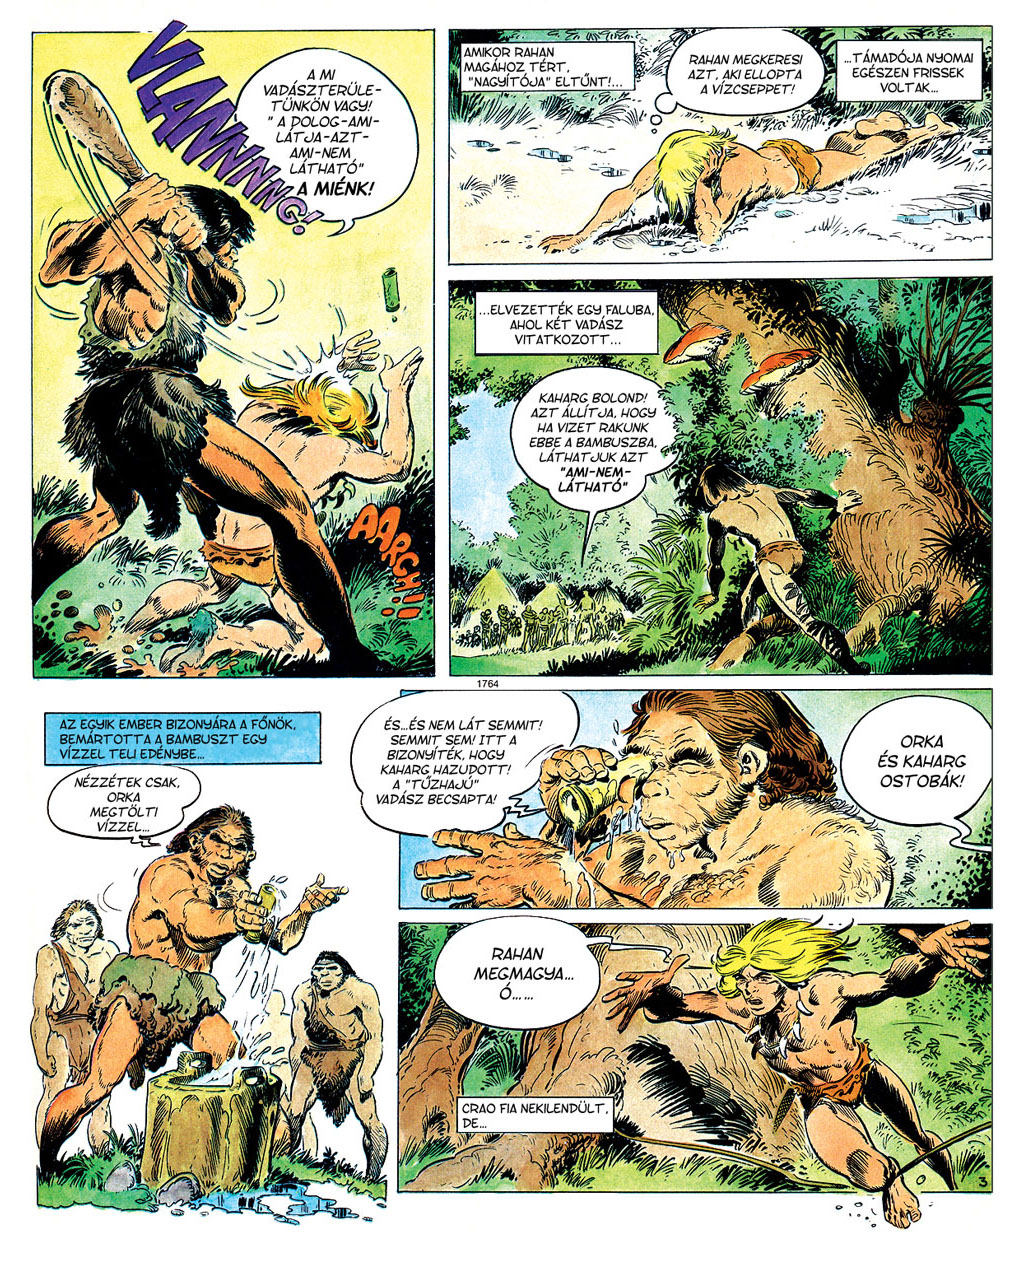 VLANNNNG!
A MI
VADÁSZTERÜLE-
TÜNKÖN VAGY!
" A DOLOG-AMI-
LÁTJA-AZT-
AMI-NEM
LÁTHATÓ"
A MIÉNK!
AARGH!!
AMIKOR RAHAN
MAGÁHOZ TÉRT,
"NAGYÍTÓJA" ELTŰNT!...
RAHAN MEGKERESI
AZT, AKI ELLOPTA
A VÍZCSEPPET!
...TÁMADÓJA NYOMAI
EGÉSZEN FRISSEK
VOLTAK...
...ELVEZETTÉK EGY FALUBA,
AHOL KÉT VADÁSZ
VITATKOZOTT...
KAHARG BOLOND!
AZT ÁLLÍTJA, HOGY
HA VIZET RAKUNK
EBBE A BAMBUSZBA,
LÁTHATJUK AZT
"AMI-NEM-
LÁTHATÓ"
1764
AZ EGYIK EMBER BIZONYÁRA A FŐNÖK,
BEMÁRTOTTA A BAMBUSZT EGY
VÍZZEL TELI EDÉNYBE...
NÉZZÉTEK CSAK,
ORKA
MEGTÖLTI
VÍZZEL...
ÉS...ÉS NEM LÁT SEMMIT!
SEMMIT SEM! ITT A
BIZONYÍTÉK, HOGY
KAHARG HAZUDOTT!
A "TŰZHAJÚ"
VADÁSZ BECSAPTA!
ORKA
ÉS KAHARG
OSTOBÁK!
RAHAN
MEGMAGYA...
Ó......
CRAO FIA NEKILENDÜLT,
DE...
3